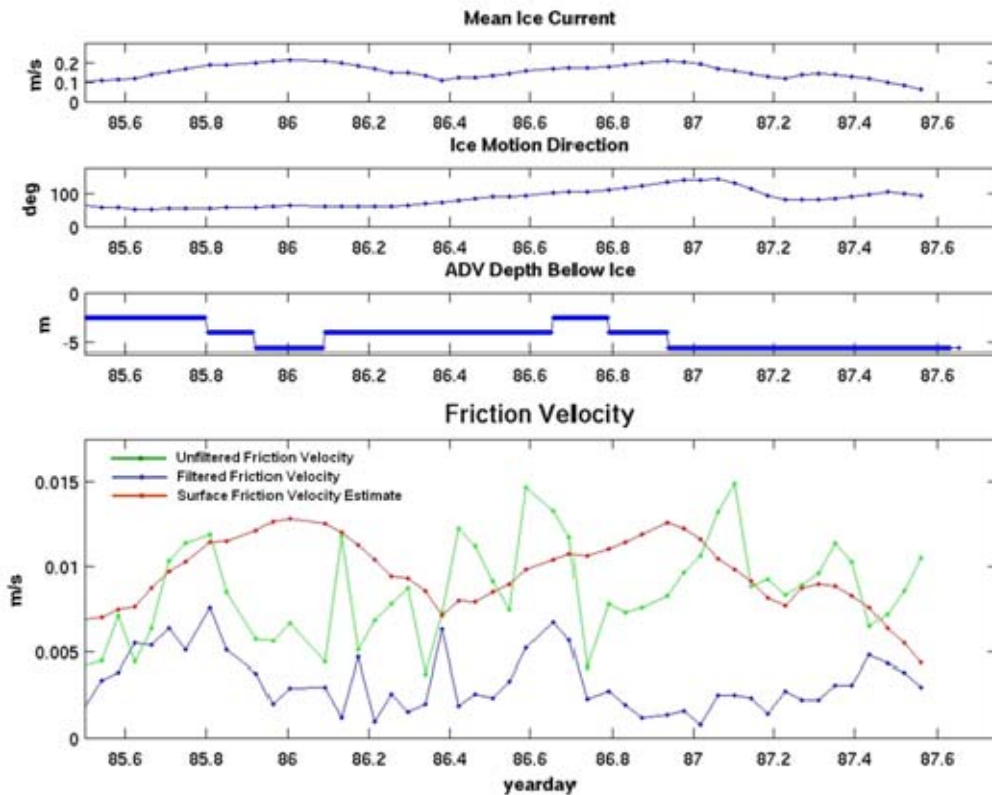 Mean Ice Current
m/s
0.2
0.1
0
85.6 85.8 86 86.2 86.4 86.6 86.8 87 87.2 87.4 87.6
Ice Motion Direction
deg
100
0
85.6 85.8 86 86.2 86.4 86.6 86.8 87 87.2 87.4 87.6
ADV Depth Below Ice
m
0
-5
85.6 85.8 86 86.2 86.4 86.6 86.8 87 87.2 87.4 87.6
Friction Velocity
m/s
0.015
0.01
0.005
0
Unfiltered Friction Velocity
Filtered Friction Velocity
Surface Friction Velocity Estimate
85.6 85.8 86 86.2 86.4 86.6 86.8 87 87.2 87.4 87.6
yearday